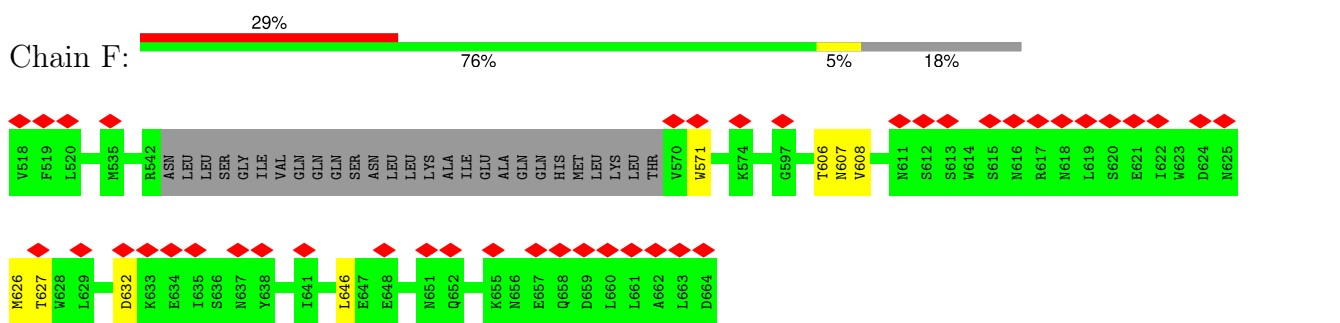 29%
Chain F:
76% 5% 18%
V518 F519 L520 M535 R542 ASN LEU LEU SER GLY ILE VAL GLN GLN GLN SER ASN LEU LEU LYS ALA ILE GLU ALA GLN GLN HIS MET LEU LYS LEU THR V570 W571 K574 G597 T606 N607 V608 N611 S612 S613 W614 S615 N616 R617 N618 L619 S620 E621 I622 W623 D624 N625
M626 T627 W628 L629 D632 K633 E634 I635 S636 N637 Y638 I641 L646 E647 E648 N651 Q652 K655 N656 E657 Q658 D659 L660 L661 A662 L663 D664